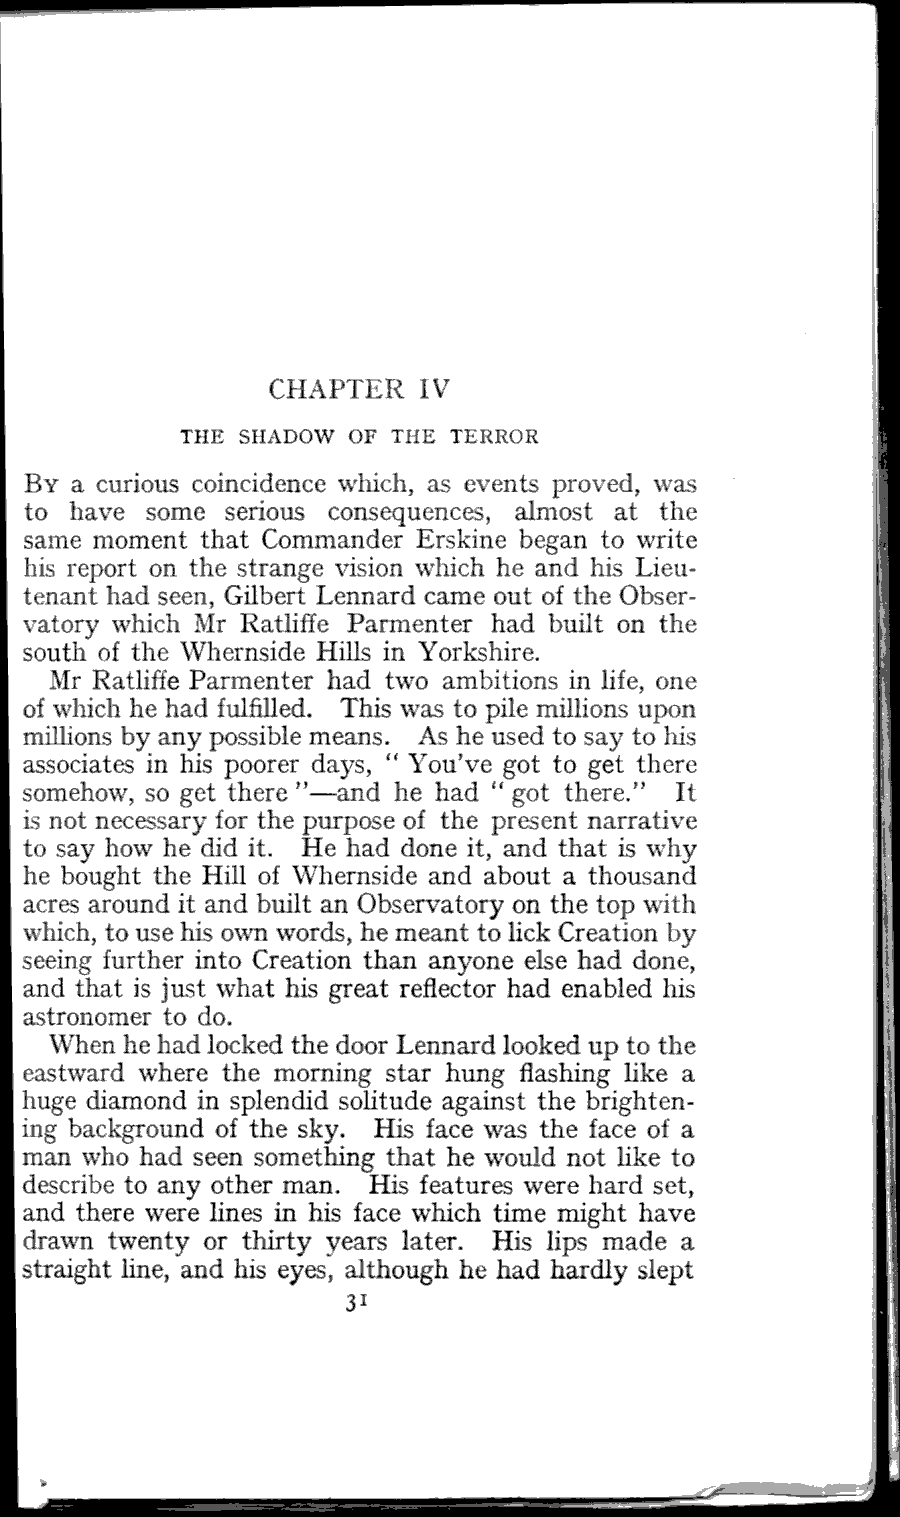 CHAPTER IV
THE SHADOW OF THE TERROR
BY a curious coincidence which, as events proved, was
to have some serious consequences, almost at the
same moment that Commander Erskine began to write
his report on the strange vision which he and his Lieu-
tenant had seen, Gilbert Lennard came out of the Obser-
vatory which Mr Ratliffe Parmenter had built on the
south of the Whernside Hills in Yorkshire.
Mr Ratliffe Parmenter had two ambitions in life, one
of which he had fulfilled. This was to pile millions upon
millions by any possible means. As he used to say to his
associates in his poorer days, "You've got to get there
somehow, so get there"—and he had "got there." It
is not necessary for the purpose of the present narrative
to say how he did it. He had done it, and that is why
he bought the Hill of Whernside and about a thousand
acres around it and built an Observatory on the top with
which, to use his own words, he meant to lick Creation by
seeing further into Creation than anyone else had done,
and that is just what his great reflector had enabled his
astronomer to do.
When he had locked the door Lennard looked up to the
eastward where the morning star hung flashing like a
huge diamond in splendid solitude against the brighten-
ing background of the sky. His face was the face of a
man who had seen something that he would not like to
describe to any other man. His features were hard set,
and there were lines in his face which time might have
drawn twenty or thirty years later. His lips made a
straight line, and his eyes, although he had hardly slept
31